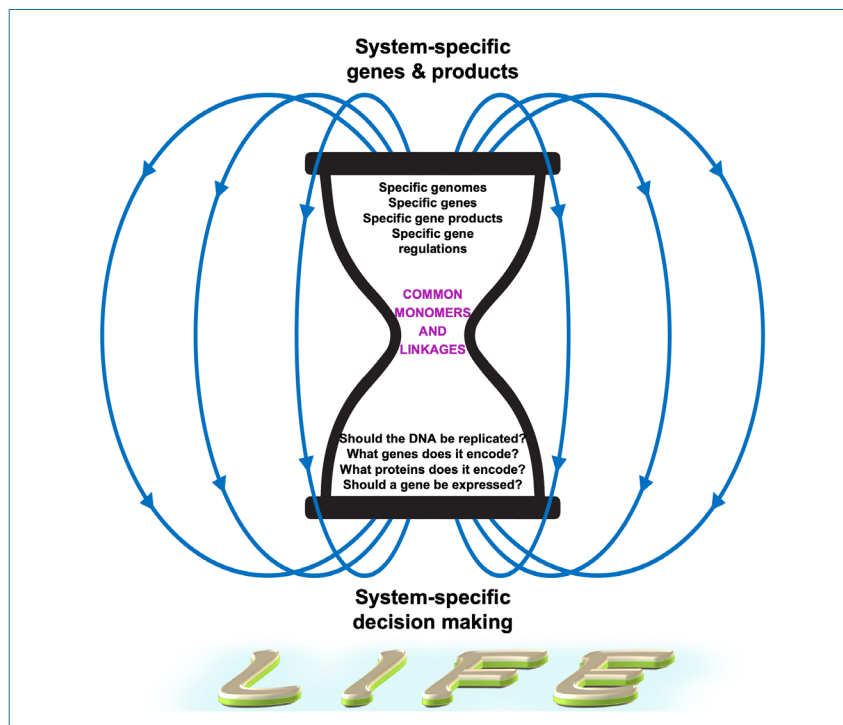 System-specific
genes & products
Specific genomes
Specific genes
Specific gene products
Specific gene
regulations
COMMON
MONOMERS
AND
LINKAGES
Should the DNA be replicated?
What genes does it encode?
What proteins does it encode?
Should a gene be expressed?
System-specific
decision making
LIFE